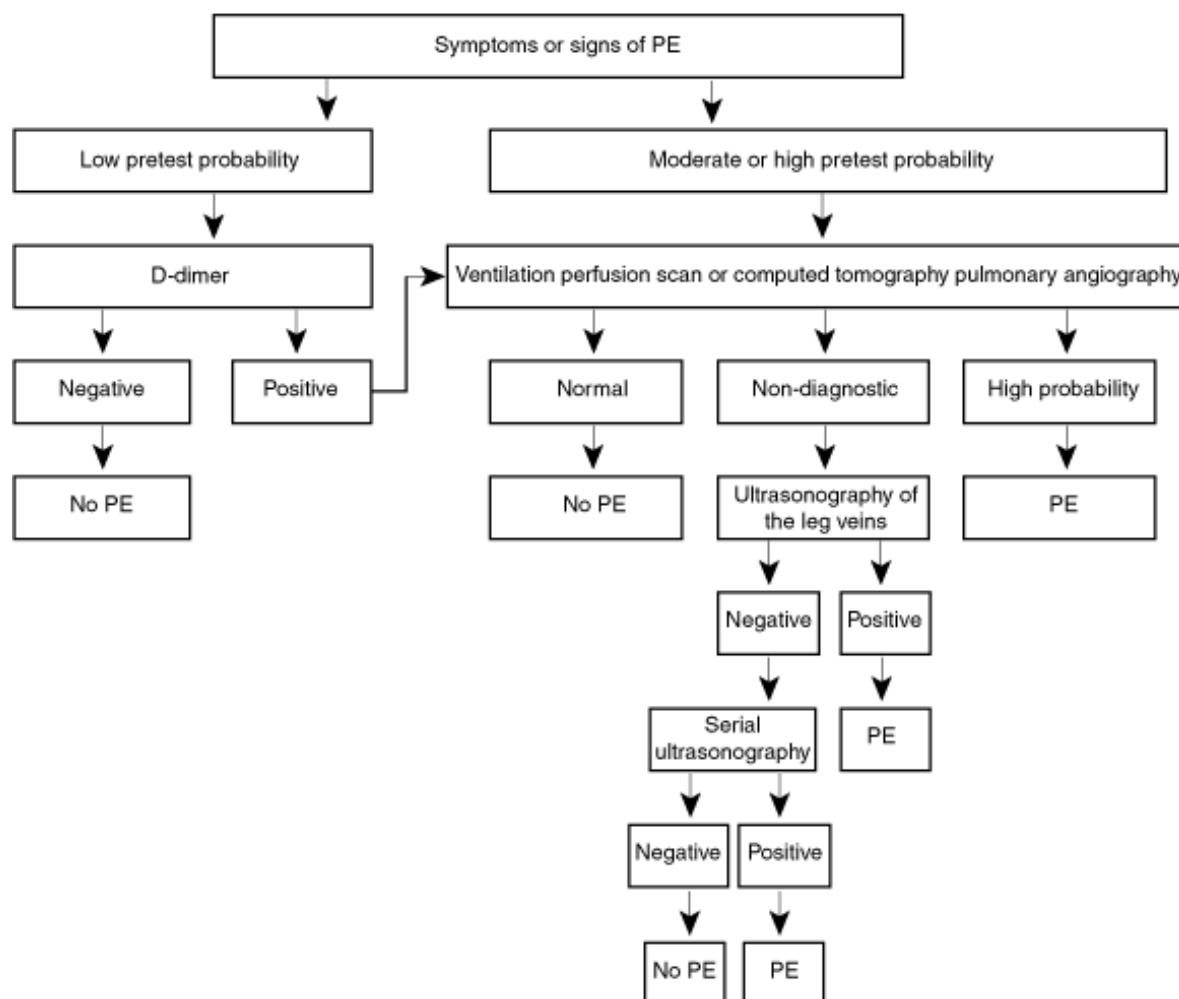 Symptoms or signs of PE
Low pretest probability
Moderate or high pretest probability
D-dimer
Ventilation perfusion scan or computed tomography pulmonary angiography
Negative
Positive
Normal
Non-diagnostic
High probability
No PE
No PE
Ultrasonography of
the leg veins
PE
Negative
Positive
Serial
ultrasonography
PE
Negative
Positive
No PE
PE